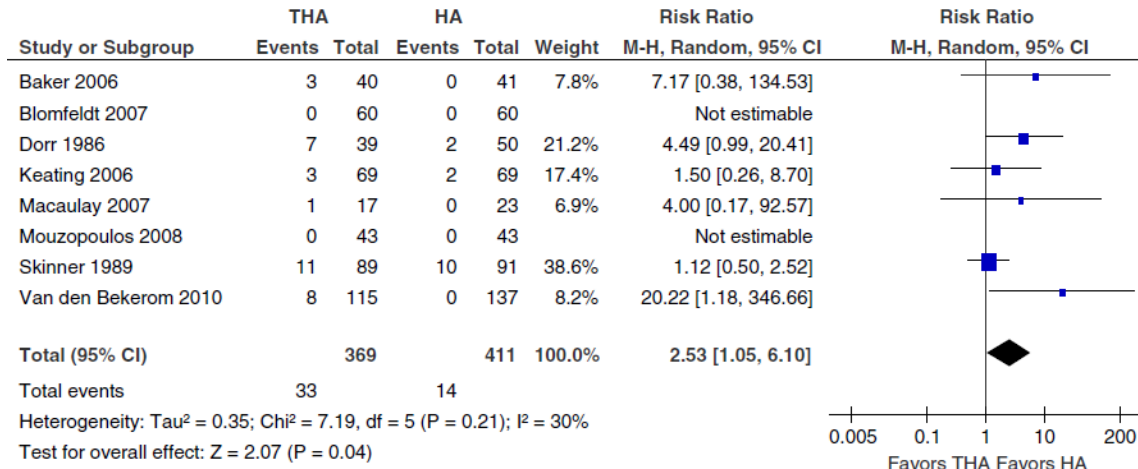 THA HA Risk Ratio Risk Ratio
Study or Subgroup Events Total Events Total Weight M-H, Random, 95% CI M-H, Random, 95% CI
Baker 2006 3 40 0 41 7.8% 7.17 [0.38, 134.53]
Blomfeldt 2007 0 60 0 60 Not estimable
Dorr 1986 7 39 2 50 21.2% 4.49 [0.99, 20.41]
Keating 2006 3 69 2 69 17.4% 1.50 [0.26, 8.70]
Macaulay 2007 1 17 0 23 6.9% 4.00 [0.17, 92.57]
Mouzopoulos 2008 0 43 0 43 Not estimable
Skinner 1989 11 89 10 91 38.6% 1.12 [0.50, 2.52]
Van den Bekerom 2010 8 115 0 137 8.2% 20.22 [1.18, 346.66]
Total (95% CI) 369 411 100.0% 2.53 [1.05, 6.10]
Total events 33 14
Heterogeneity: Tau² = 0.35; Chi² = 7.19, df = 5 (P = 0.21); I² = 30%
Test for overall effect: Z = 2.07 (P = 0.04)
0.005 0.1 1 10 200
Favors THA Favors HA